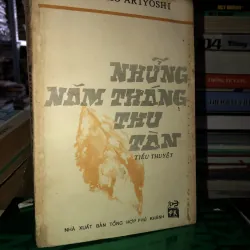 ARIYOSHI
NHỮNG
NĂM THÁNG
THU
TÀN
TIỂU THUYẾT
NHÀ XUẤT BẢN TỔNG HỢP PHÚ KHÁNH